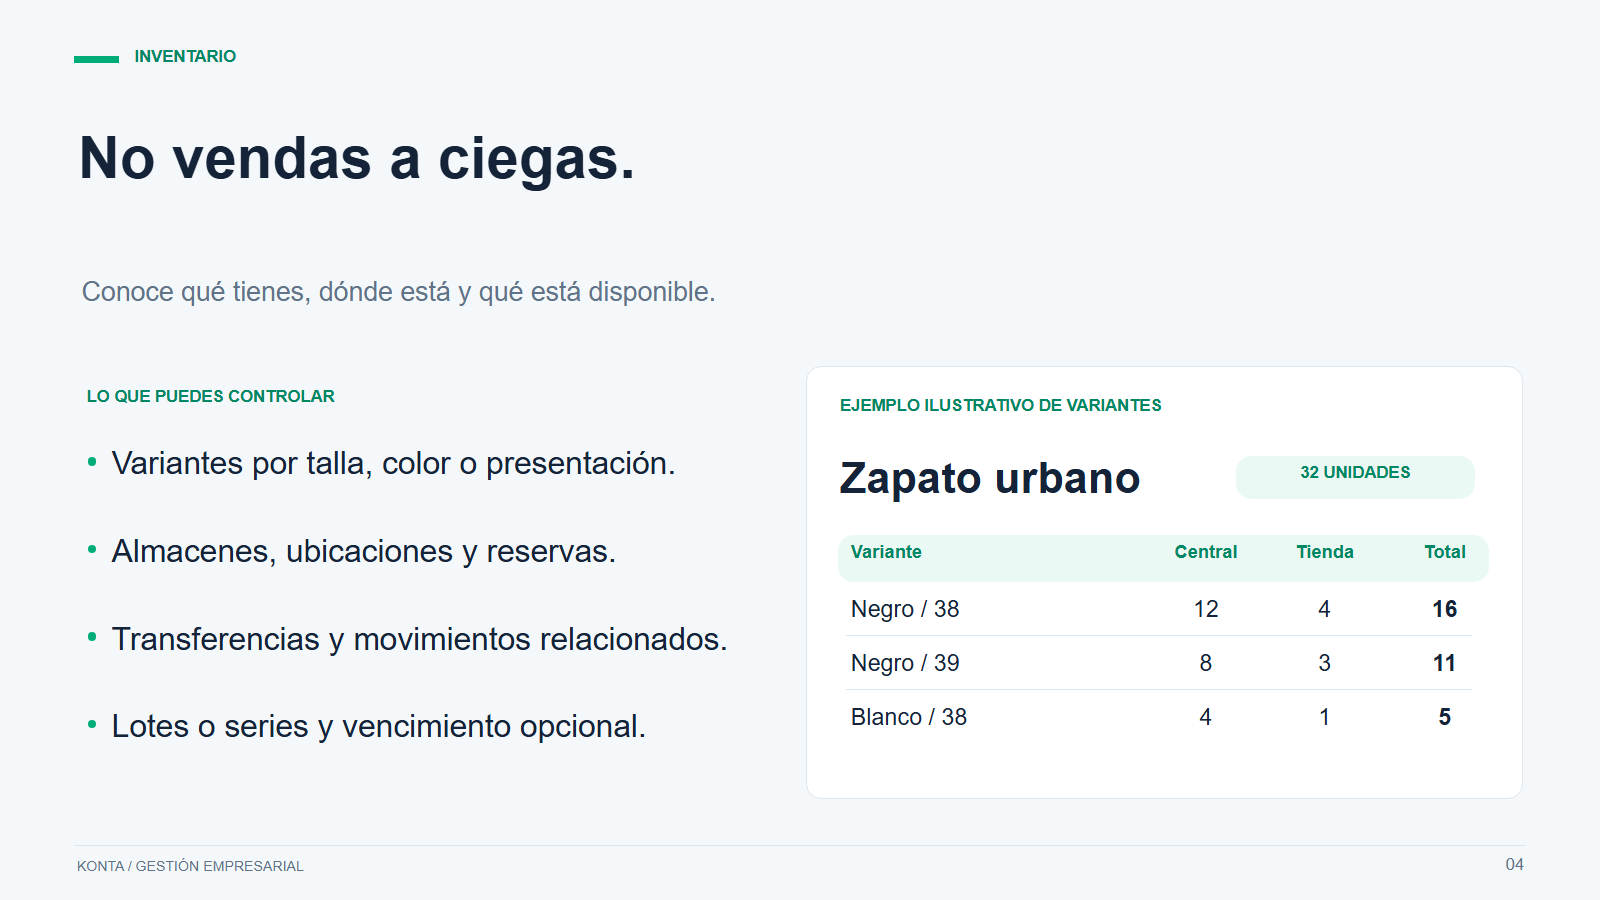 INVENTARIO
No vendas a ciegas.
Conoce qué tienes, dónde está y qué está disponible.
LO QUE PUEDES CONTROLAR
• Variantes por talla, color o presentación.
• Almacenes, ubicaciones y reservas.
• Transferencias y movimientos relacionados.
• Lotes o series y vencimiento opcional.
EJEMPLO ILUSTRATIVO DE VARIANTES
Zapato urbano 32 UNIDADES
Variante Central Tienda Total
Negro / 38 12 4 16
Negro / 39 8 3 11
Blanco / 38 4 1 5
KONTA / GESTIÓN EMPRESARIAL 04